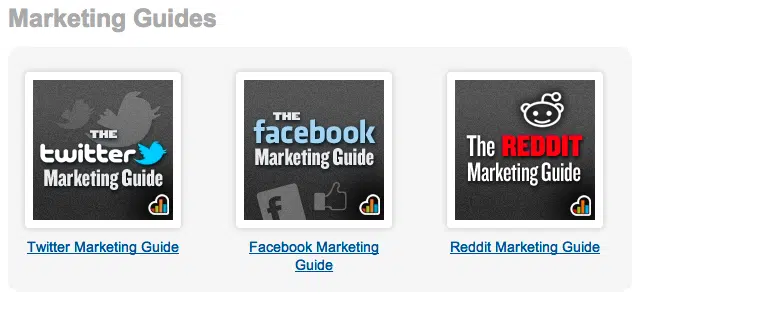 Marketing Guides
THE
twitter
Marketing Guide
THE
facebook
Marketing Guide
f
The REDDIT
Marketing Guide
Twitter Marketing Guide
Facebook Marketing
Guide
Reddit Marketing Guide